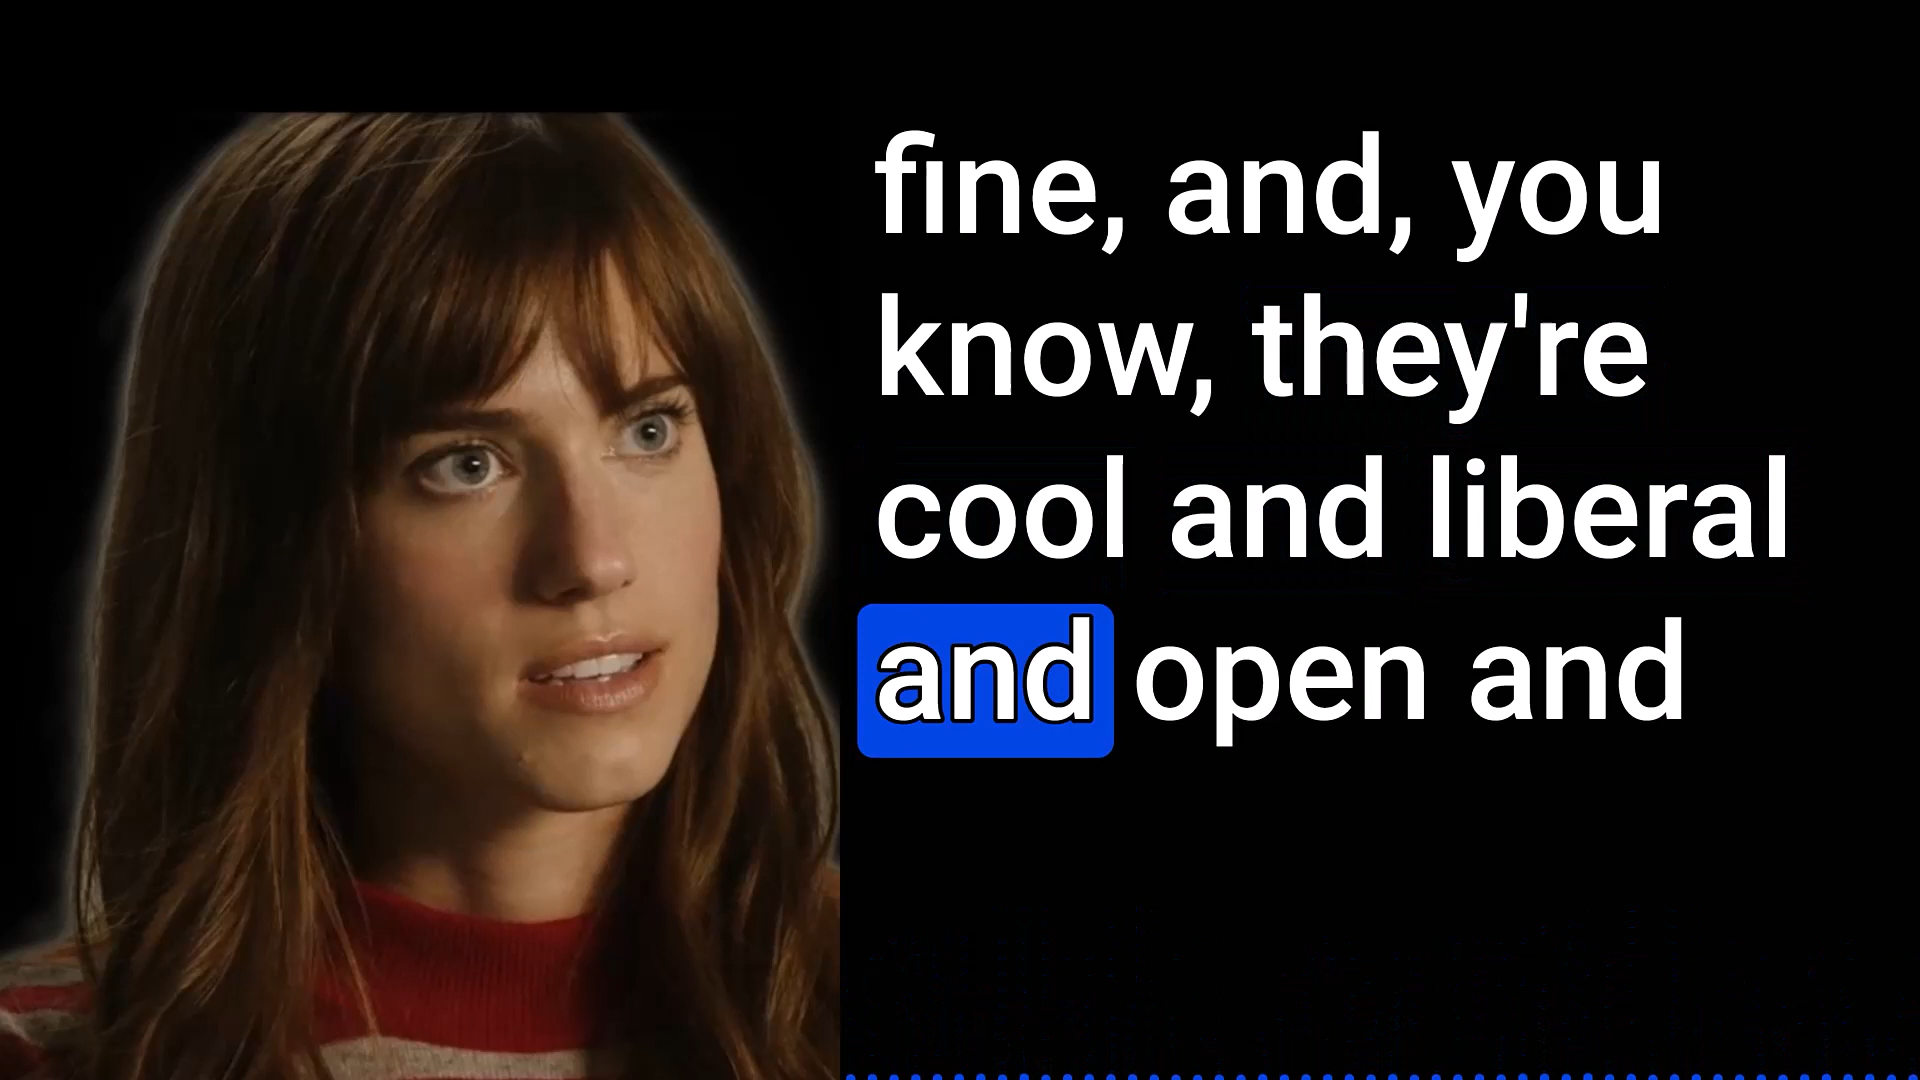 fine, and, you
know, they're
cool and liberal
and open and